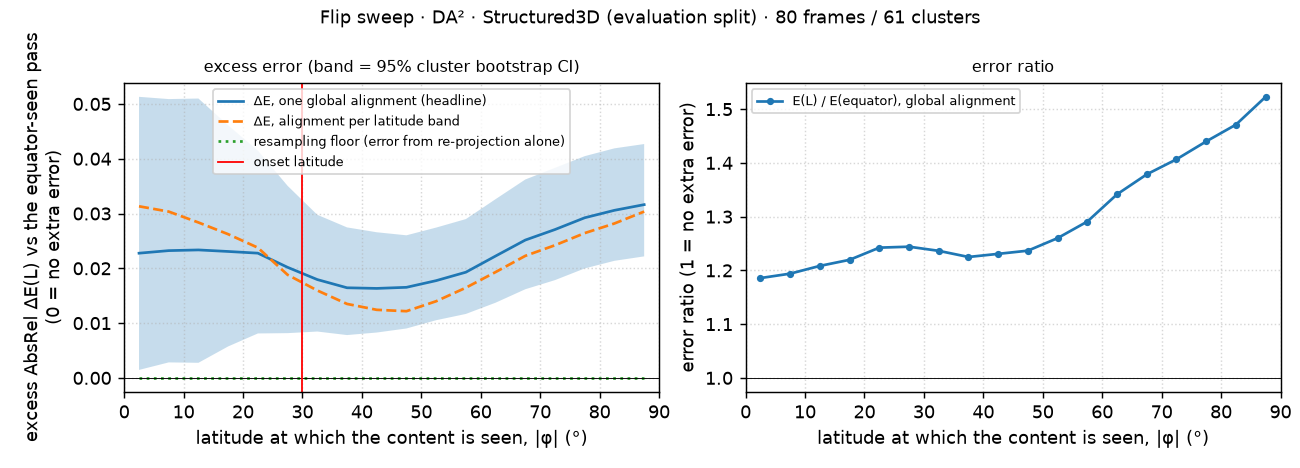 Flip sweep · DA² · Structured3D (evaluation split) · 80 frames / 61 clusters
excess error (band = 95% cluster bootstrap CI)
excess AbsRel ΔE(L) vs the equator-seen pass
(0 = no extra error)
0.05
0.04
0.03
0.02
0.01
0.00
ΔE, one global alignment (headline)
ΔE, alignment per latitude band
resampling floor (error from re-projection alone)
onset latitude
0 10 20 30 40 50 60 70 80 90
latitude at which the content is seen, |φ| (°)
error ratio
error ratio (1 = no extra error)
1.5
1.4
1.3
1.2
1.1
1.0
E(L) / E(equator), global alignment
0 10 20 30 40 50 60 70 80 90
latitude at which the content is seen, |φ| (°)